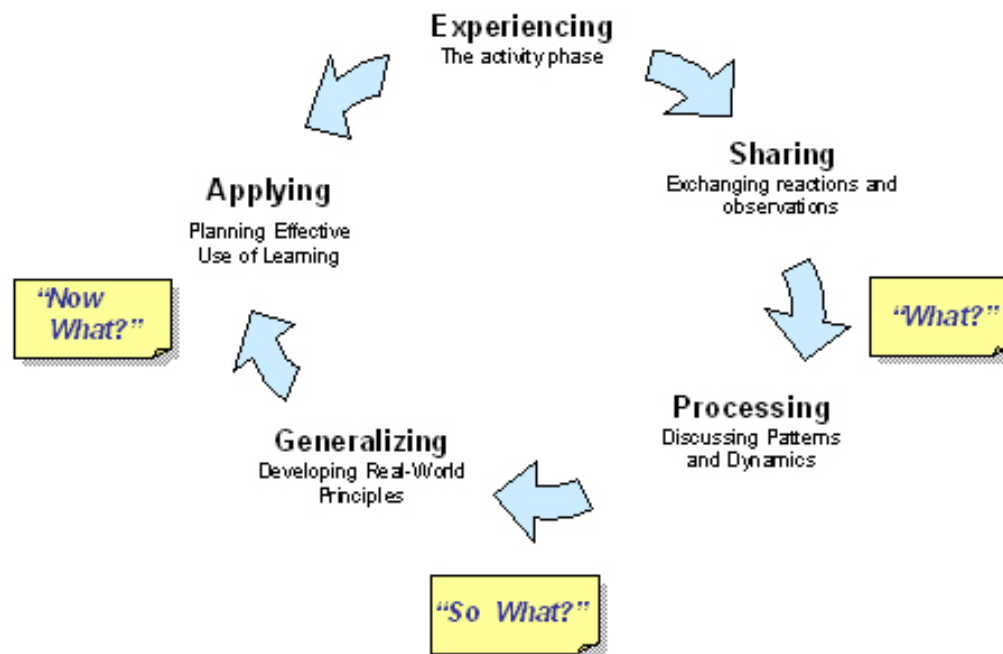 Experiencing
The activity phase
Sharing
Exchanging reactions and
observations
“What?”
Processing
Discussing Patterns
and Dynamics
“So What?”
Generalizing
Developing Real-World
Principles
“Now
What?”
Applying
Planning Effective
Use of Learning